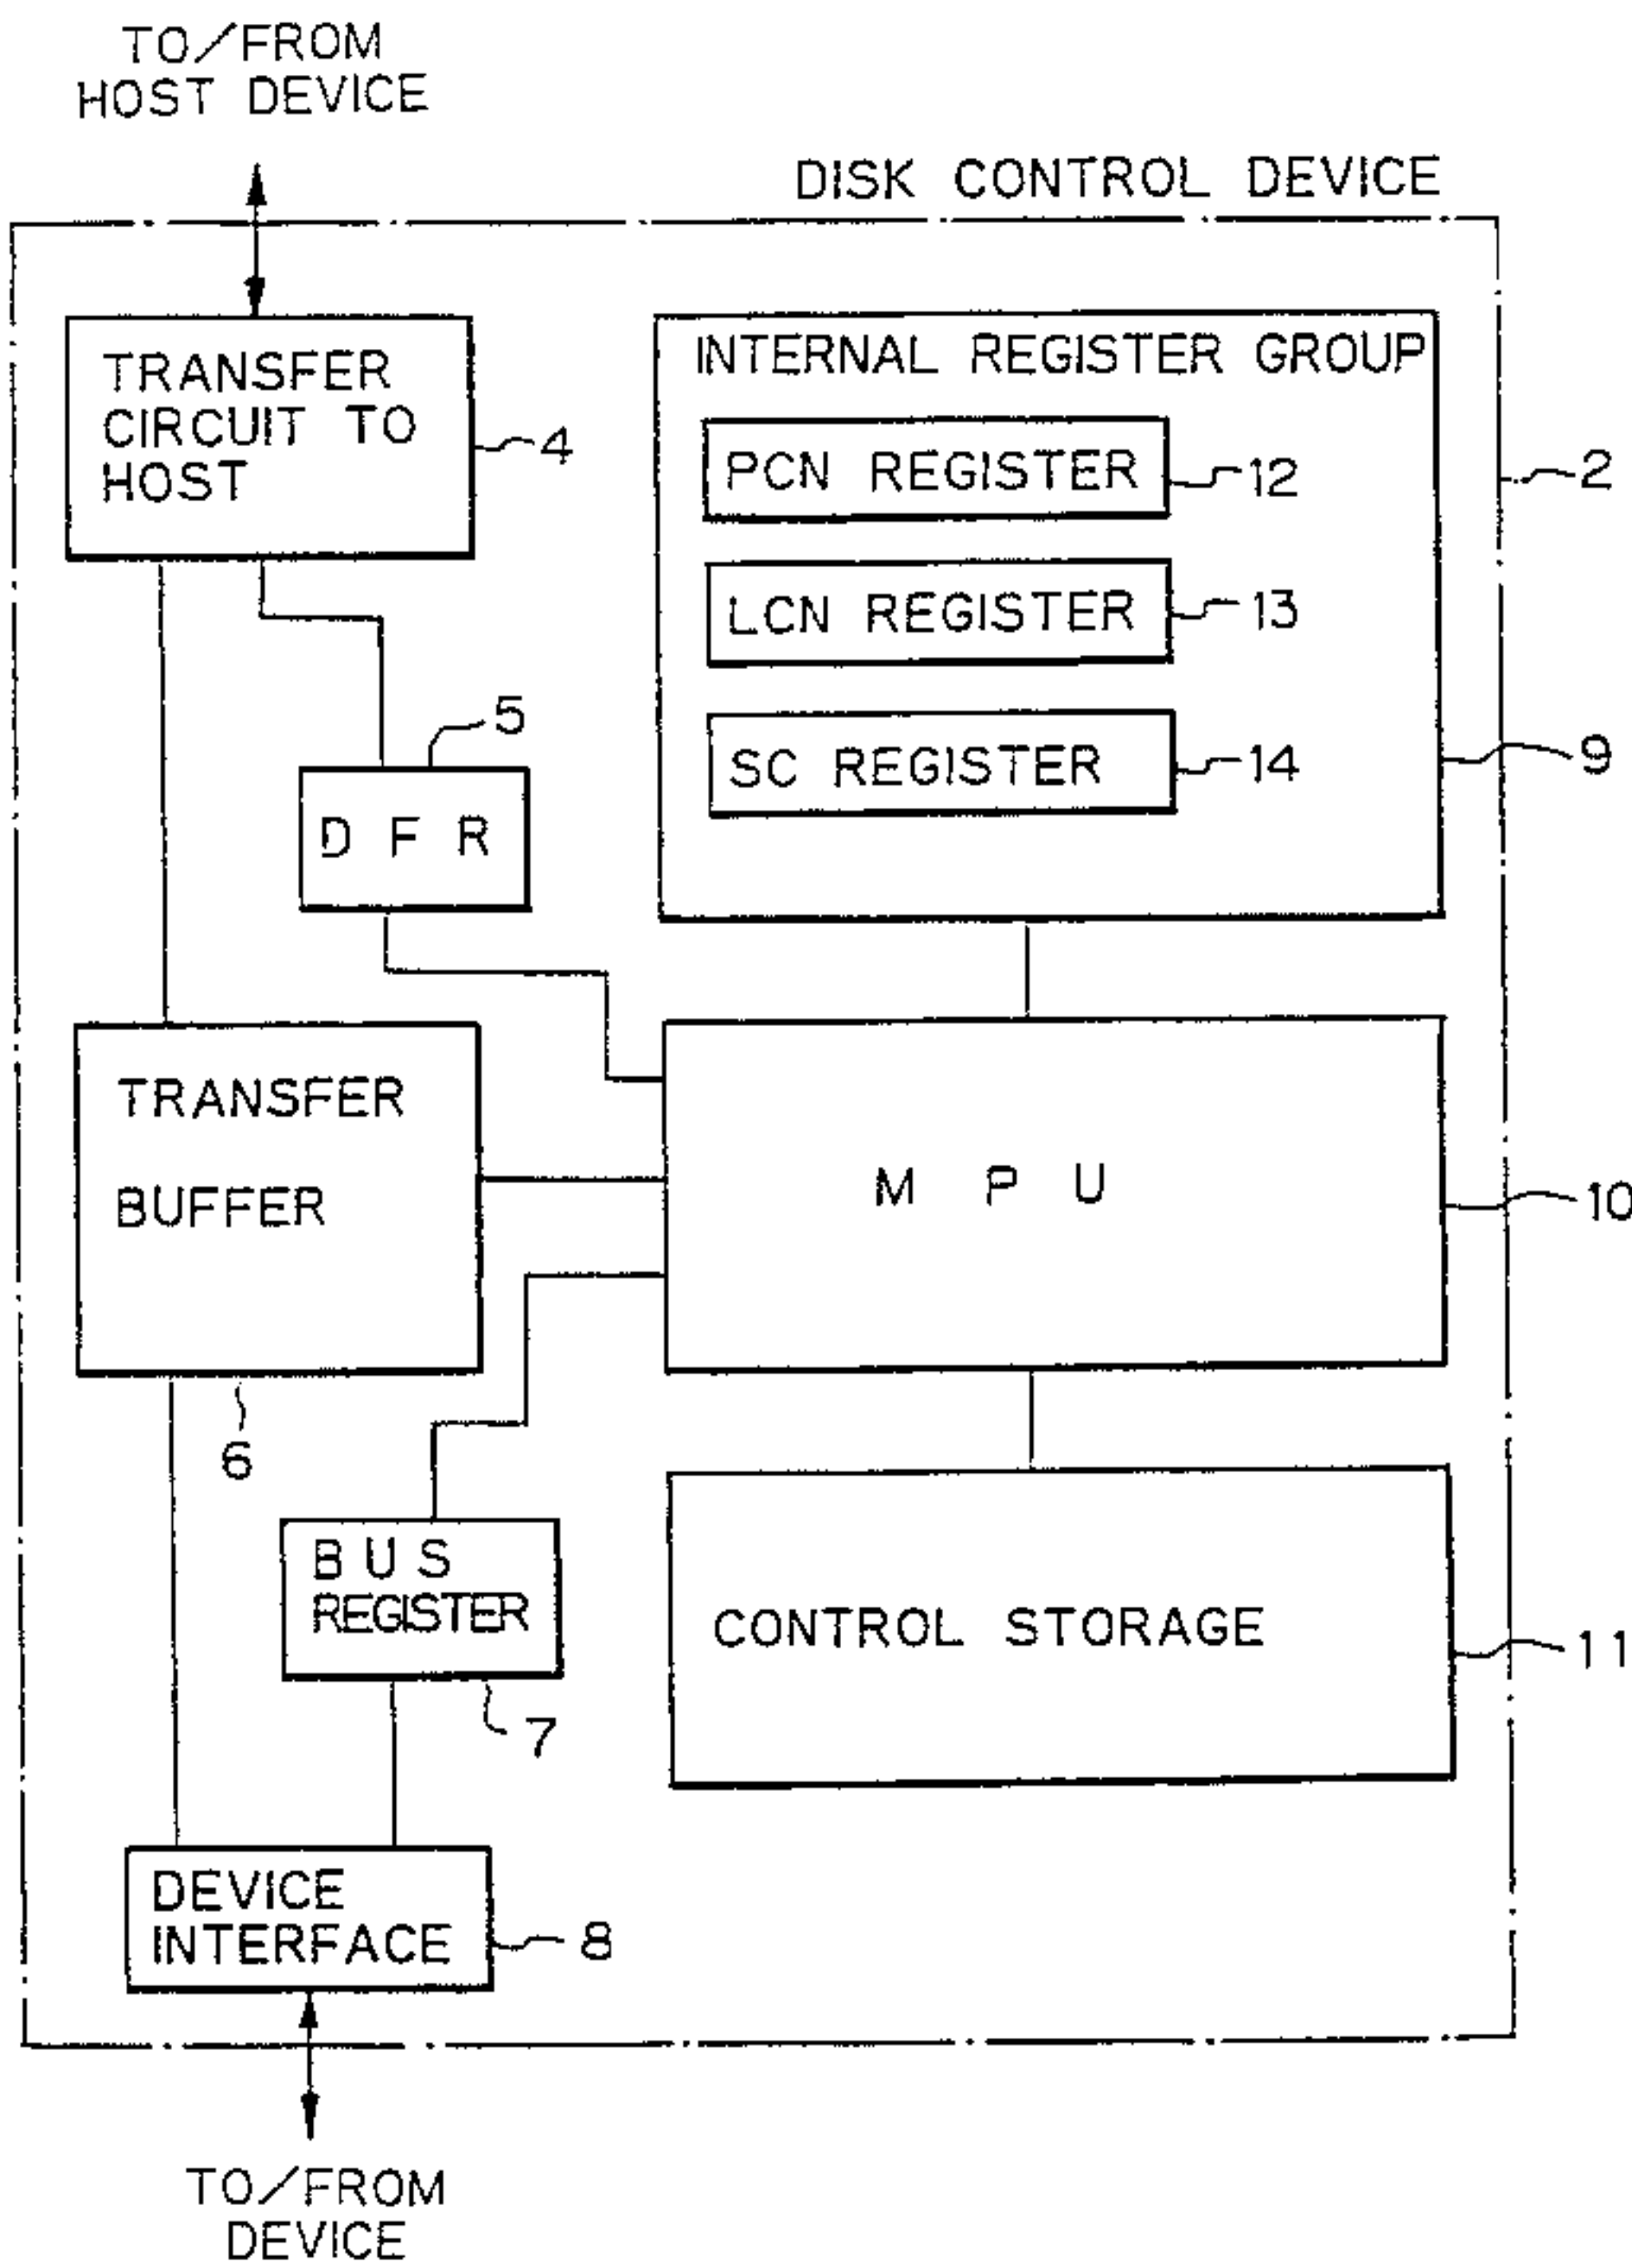 TO/FROM
HOST DEVICE
DISK CONTROL DEVICE
TRANSFER
CIRCUIT TO
HOST
4
INTERNAL REGISTER GROUP
PCN REGISTER
12
LCN REGISTER
13
SC REGISTER
14
2
9
5
D F R
TRANSFER
BUFFER
6
M P U
10
B U S
REGISTER
7
CONTROL STORAGE
11
DEVICE
INTERFACE
8
TO/FROM
DEVICE